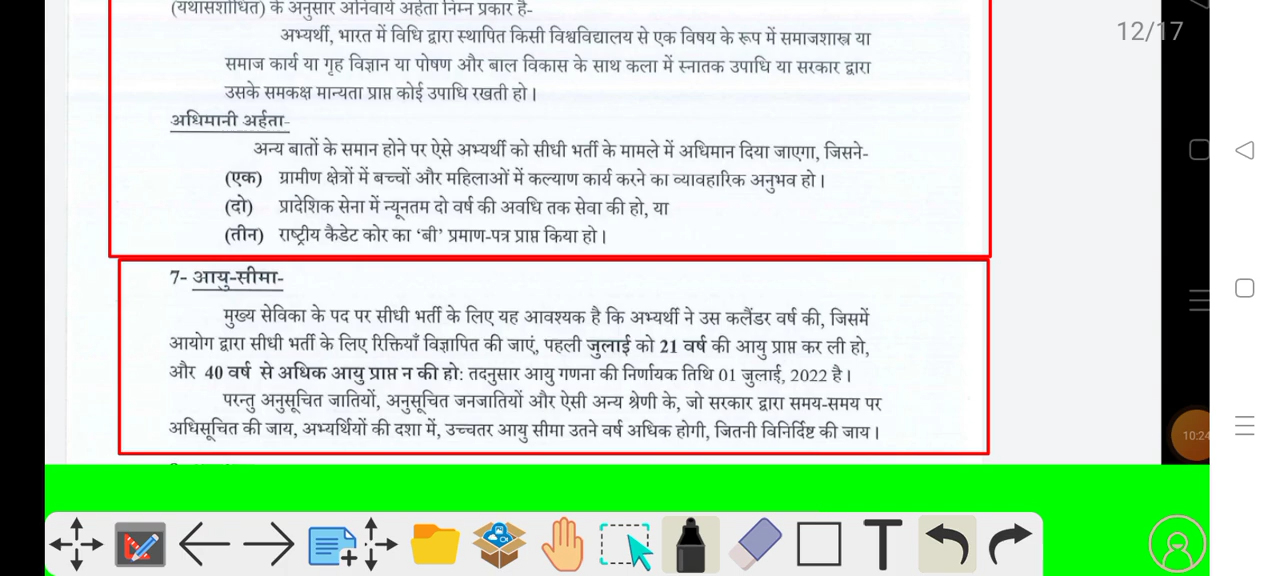 (यथासंशोधित) के अनुसार अनिवार्य अर्हता निम्न प्रकार है-
12/17
अभ्यर्थी, भारत में विधि द्वारा स्थापित किसी विश्वविद्यालय से एक विषय के रूप में समाजशास्त्र या
समाज कार्य या गृह विज्ञान या पोषण और बाल विकास के साथ कला में स्नातक उपाधि या सरकार द्वारा
उसके समकक्ष मान्यता प्राप्त कोई उपाधि रखती हो।
अधिमानी अर्हता-
अन्य बातों के समान होने पर ऐसे अभ्यर्थी को सीधी भर्ती के मामले में अधिमान दिया जाएगा, जिसने-
(एक) ग्रामीण क्षेत्रों में बच्चों और महिलाओं में कल्याण कार्य करने का व्यावहारिक अनुभव हो।
(दो) प्रादेशिक सेना में न्यूनतम दो वर्ष की अवधि तक सेवा की हो, या
(तीन) राष्ट्रीय कैडेट कोर का ‘बी’ प्रमाण-पत्र प्राप्त किया हो।
7- आयु-सीमा-
मुख्य सेविका के पद पर सीधी भर्ती के लिए यह आवश्यक है कि अभ्यर्थी ने उस कलैंडर वर्ष की, जिसमें
आयोग द्वारा सीधी भर्ती के लिए रिक्तियाँ विज्ञापित की जाएं, पहली जुलाई को 21 वर्ष की आयु प्राप्त कर ली हो,
और 40 वर्ष से अधिक आयु प्राप्त न की हो: तदनुसार आयु गणना की निर्णायक तिथि 01 जुलाई, 2022 है।
परन्तु अनुसूचित जातियों, अनुसूचित जनजातियों और ऐसी अन्य श्रेणी के, जो सरकार द्वारा समय-समय पर
अधिसूचित की जाय, अभ्यर्थियों की दशा में, उच्चतर आयु सीमा उतने वर्ष अधिक होगी, जितनी विनिर्दिष्ट की जाय।
10:24
T